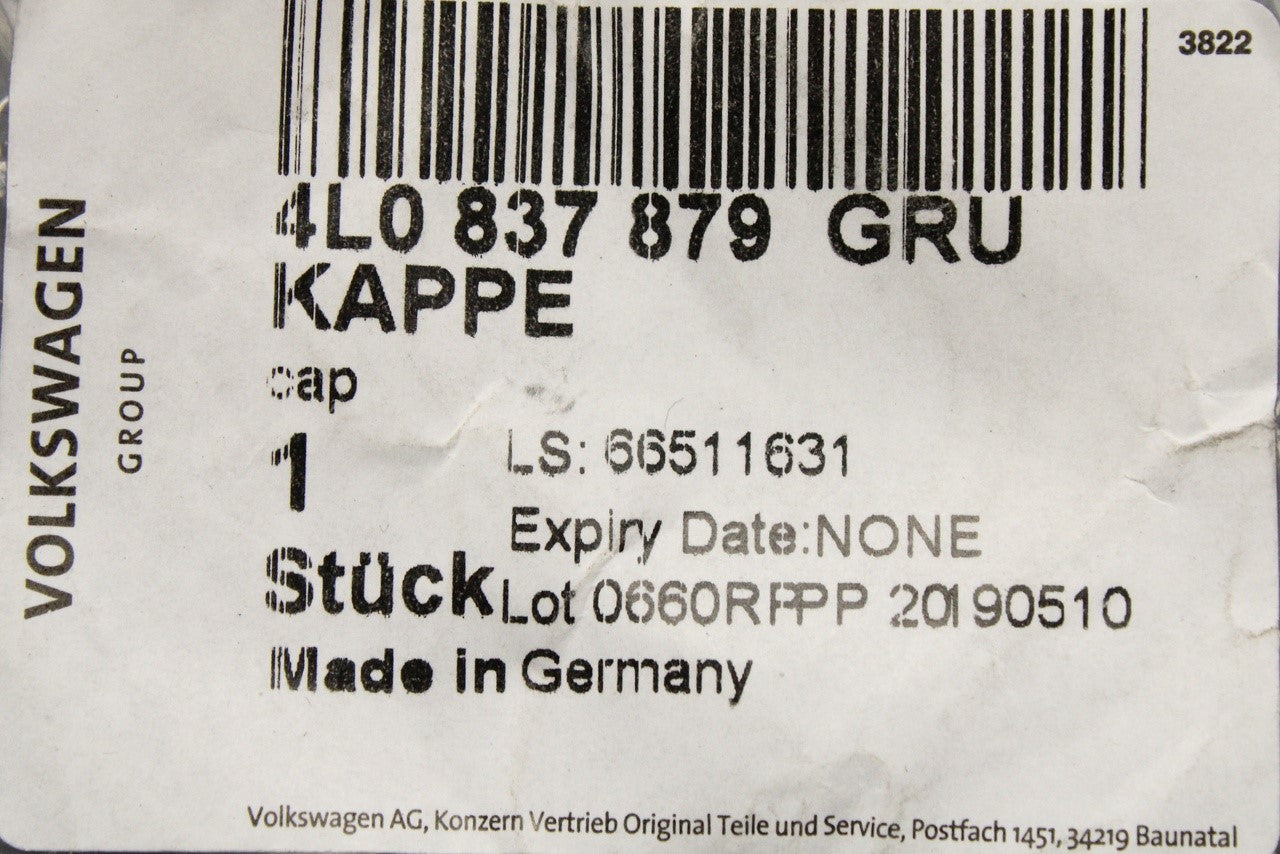 3822
4L0 837 879 GRU
KAPPE
cap
1
LS: 66511631
Expiry Date:NONE
Stück
Lot 0660RPPP 20190510
Made in Germany
VOLKSWAGEN
GROUP
Volkswagen AG, Konzern Vertrieb Original Teile und Service, Postfach 1451, 34219 Baunatal